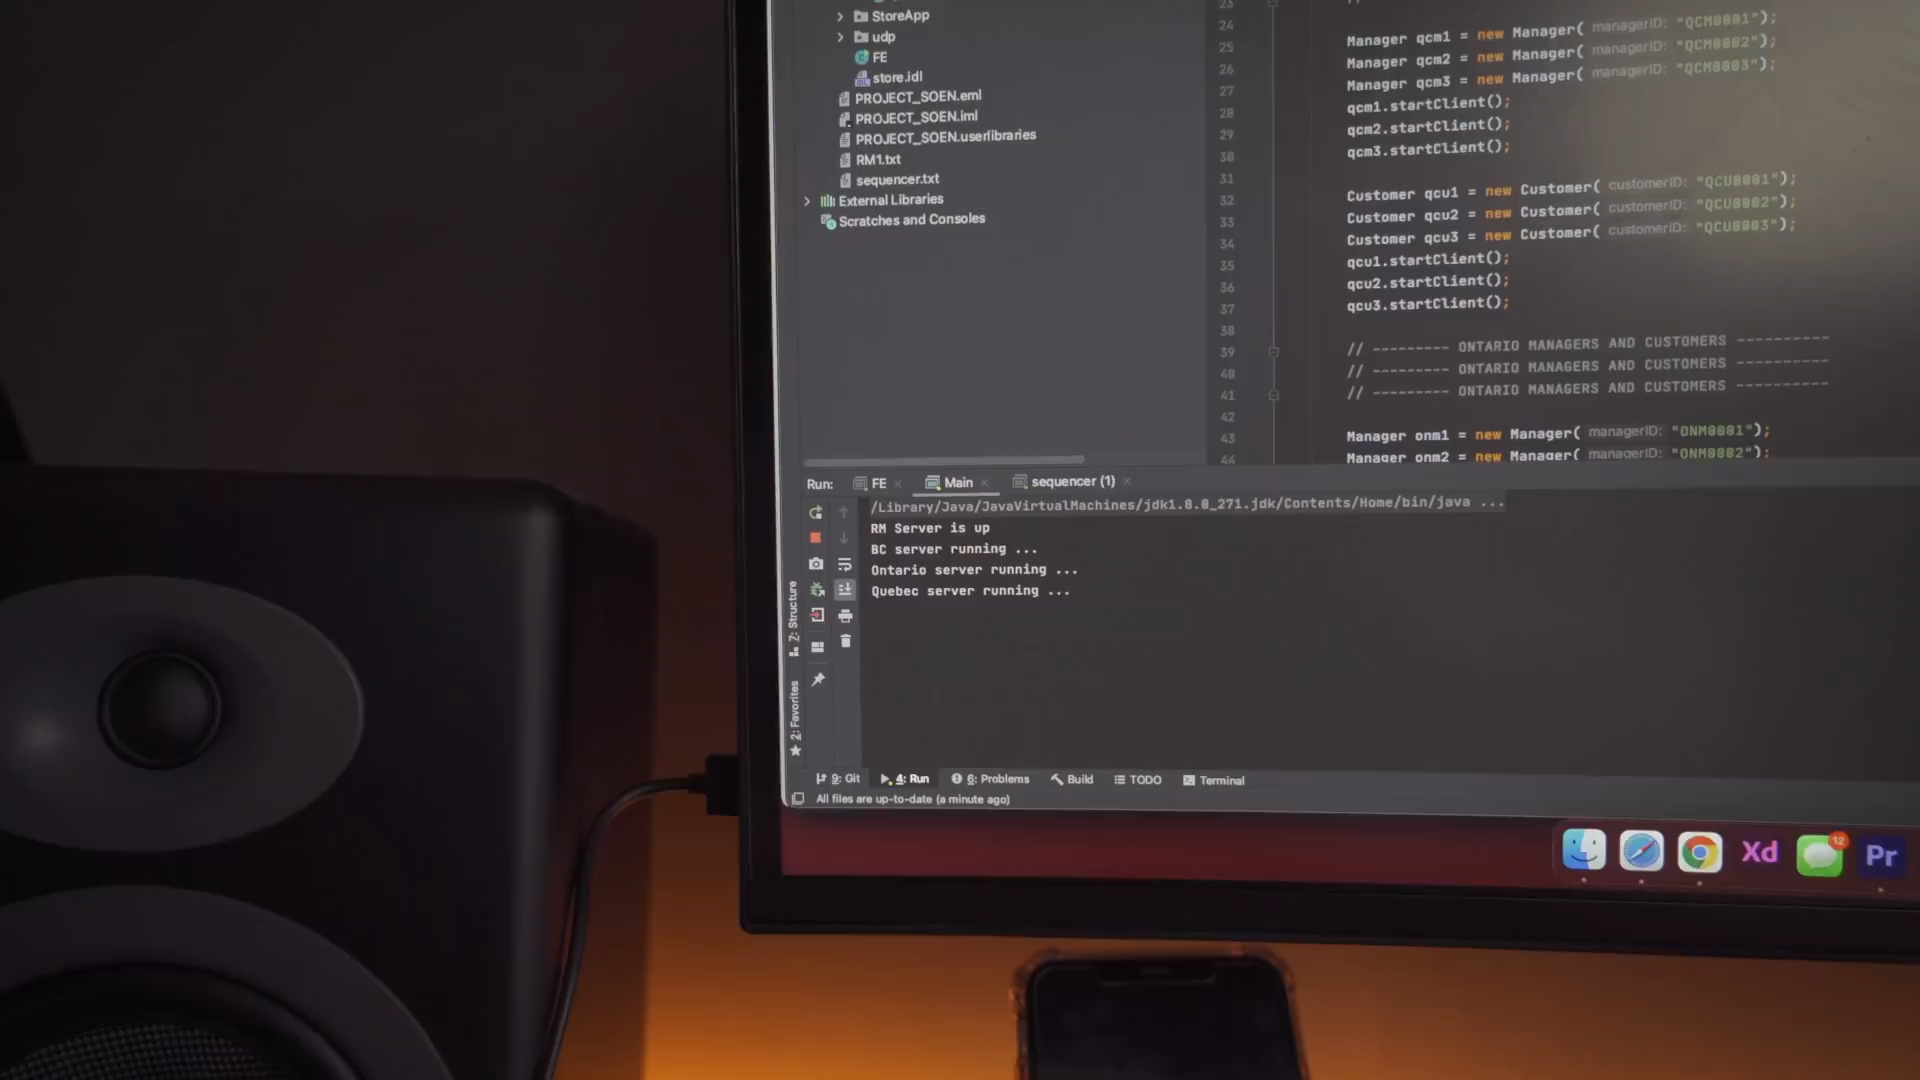 StoreApp
udp
FE
store.idl
PROJECT_SOEN.eml
PROJECT_SOEN.iml
PROJECT_SOEN.userlibraries
RM1.txt
sequencer.txt
External Libraries
Scratches and Consoles
23
24
25
26
27
28
29
30
31
32
33
34
35
36
37
38
39
40
41
42
43
44
Manager qcm1 = new Manager( managerID: "QCM0001");
Manager qcm2 = new Manager( managerID: "QCM0002");
Manager qcm3 = new Manager( managerID: "QCM0003");
qcm1.startClient();
qcm2.startClient();
qcm3.startClient();
Customer qcu1 = new Customer( customerID: "QCU0001");
Customer qcu2 = new Customer( customerID: "QCU0002");
Customer qcu3 = new Customer( customerID: "QCU0003");
qcu1.startClient();
qcu2.startClient();
qcu3.startClient();
// --------- ONTARIO MANAGERS AND CUSTOMERS ----------
// --------- ONTARIO MANAGERS AND CUSTOMERS ----------
// --------- ONTARIO MANAGERS AND CUSTOMERS ----------
Manager onm1 = new Manager( managerID: "ONM0001");
Manager onm2 = new Manager( managerID: "ONM0002");
Run: FE Main sequencer (1)
/Library/Java/JavaVirtualMachines/jdk1.8.0_271.jdk/Contents/Home/bin/java ...
RM Server is up
BC server running ...
Ontario server running ...
Quebec server running ...
Z: Structure
2: Favorites
9: Git 4: Run 6: Problems Build TODO Terminal
All files are up-to-date (a minute ago)
Xd
12
Pr